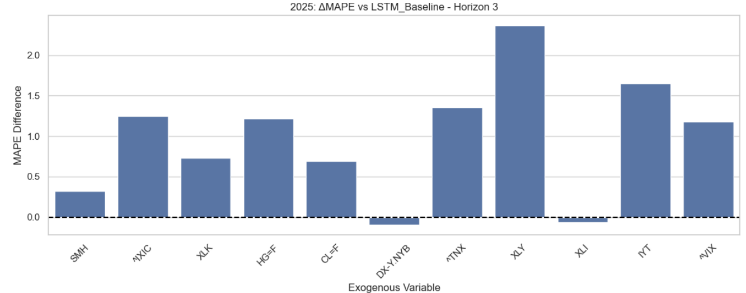 2025: ΔMAPE vs LSTM_Baseline - Horizon 3
MAPE Difference
2.0
1.5
1.0
0.5
0.0
SMH
^IXIC
XLK
HG=F
CL=F
DX-Y.NYB
^TNX
XLY
XLI
IYT
^VIX
Exogenous Variable